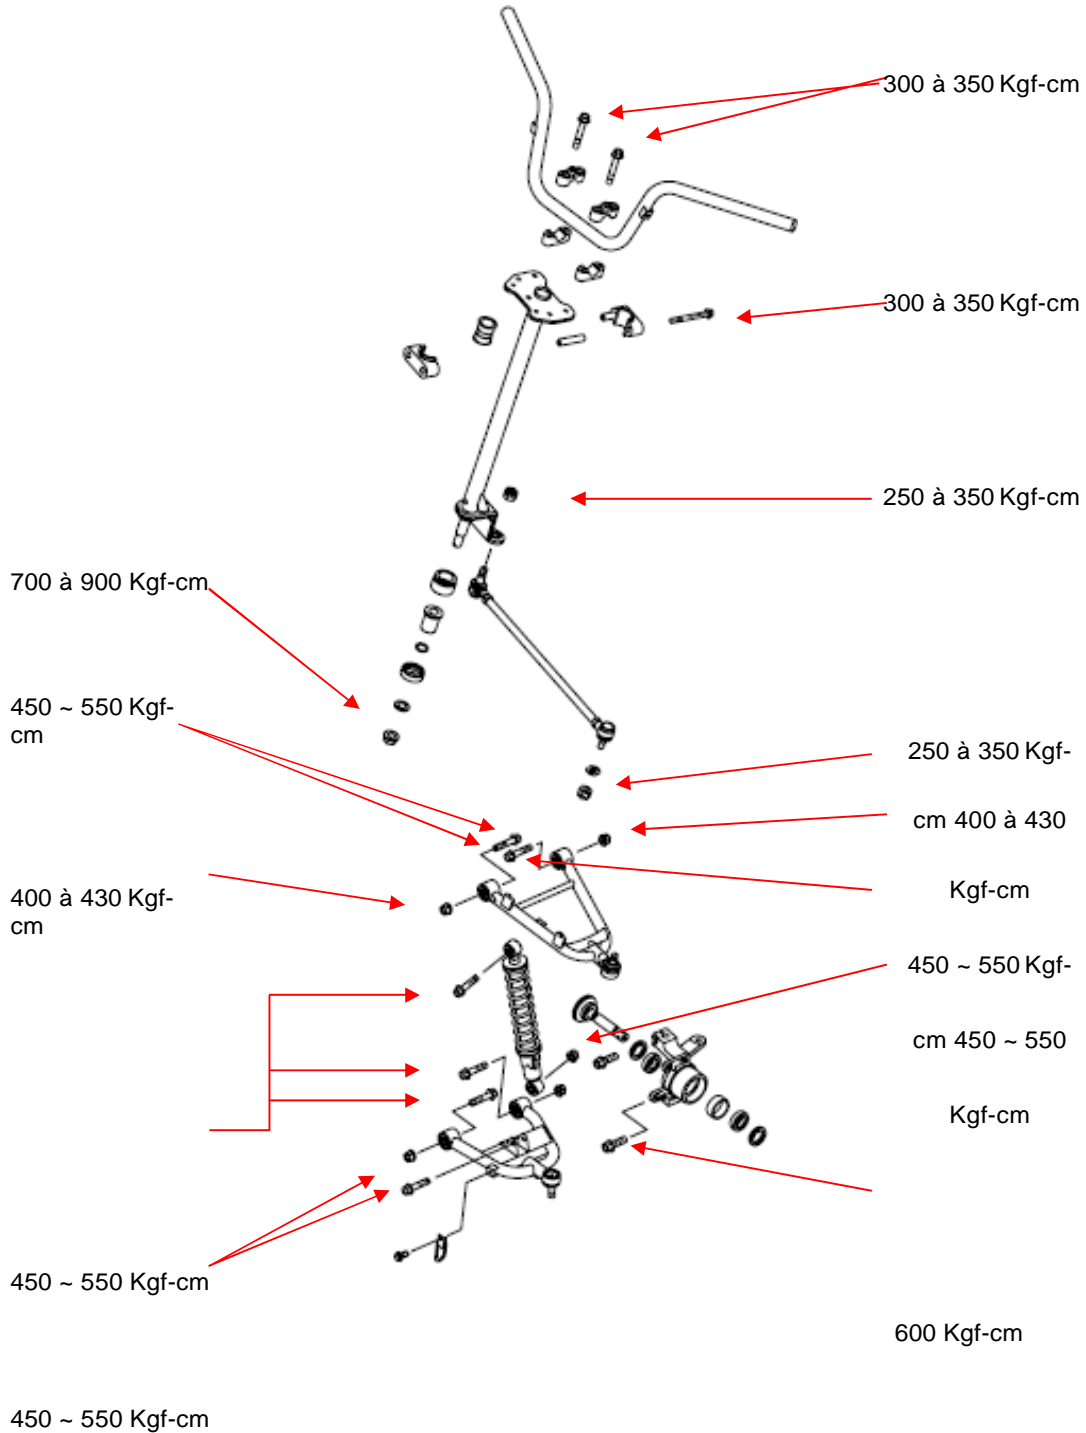 300 à 350 Kgf-cm
300 à 350 Kgf-cm
250 à 350 Kgf-cm
700 à 900 Kgf-cm
450 ~ 550 Kgf-
cm
250 à 350 Kgf-
cm 400 à 430
Kgf-cm
400 à 430 Kgf-
cm
450 ~ 550 Kgf-
cm 450 ~ 550
Kgf-cm
450 ~ 550 Kgf-cm
600 Kgf-cm
450 ~ 550 Kgf-cm